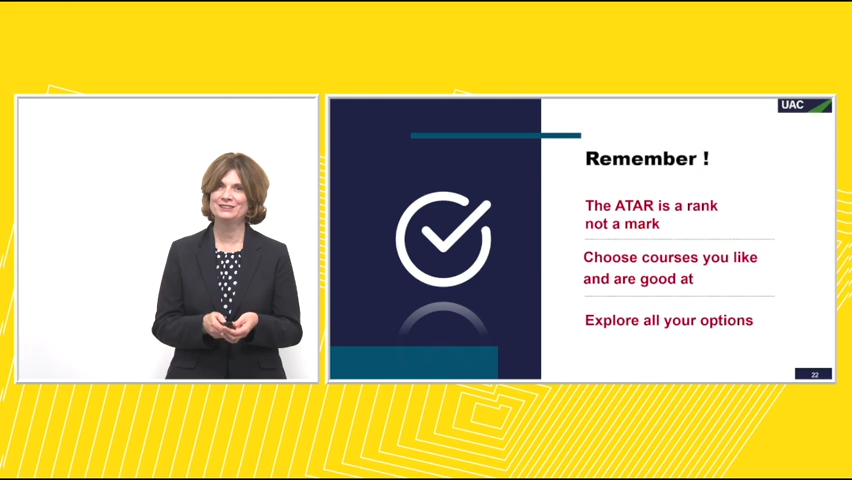 UAC
Remember !
The ATAR is a rank
not a mark
Choose courses you like
and are good at
Explore all your options
22